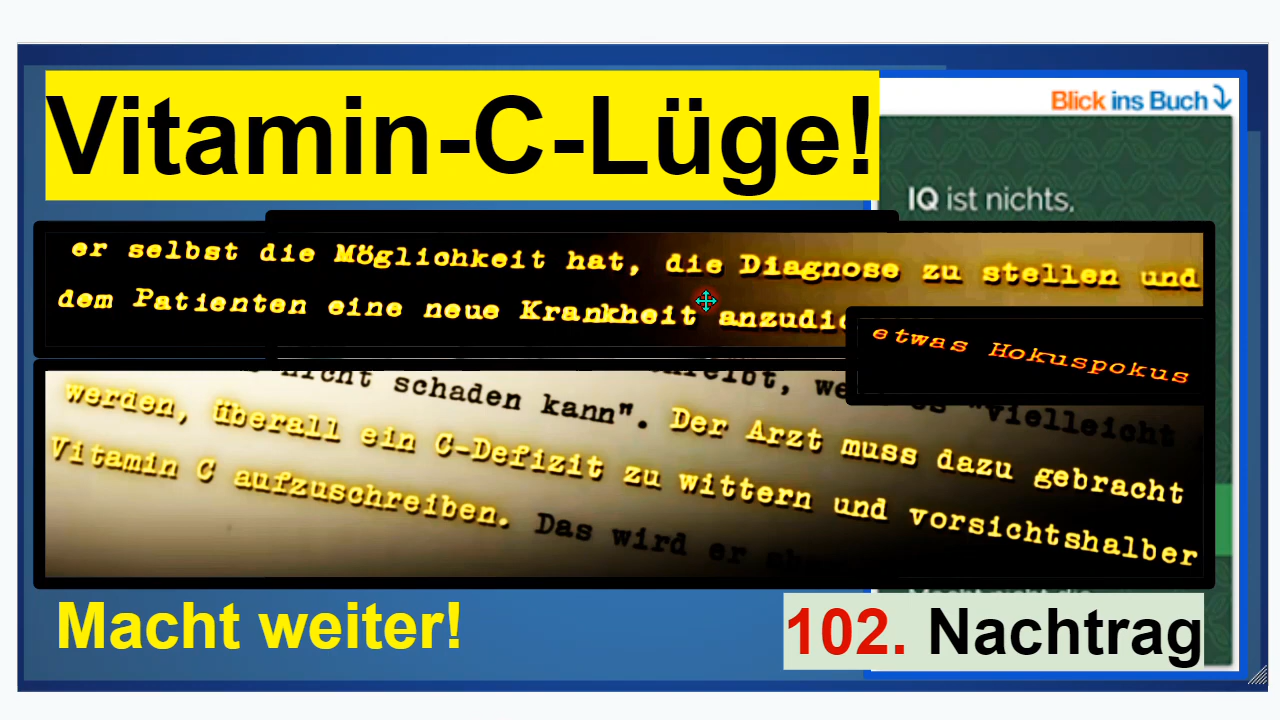 Vitamin-C-Lüge!
Blick ins Buch
IQ ist nichts,
er selbst die Möglichkeit hat, die Diagnose zu stellen und
dem Patienten eine neue Krankheit
etwas Hokuspokus
nicht schaden kann". Der Arzt muss dazu gebracht
werden, überall ein C-Defizit zu wittern und vorsichtshalber
Vitamin C aufzuschreiben. Das wird er
Macht weiter!
102. Nachtrag